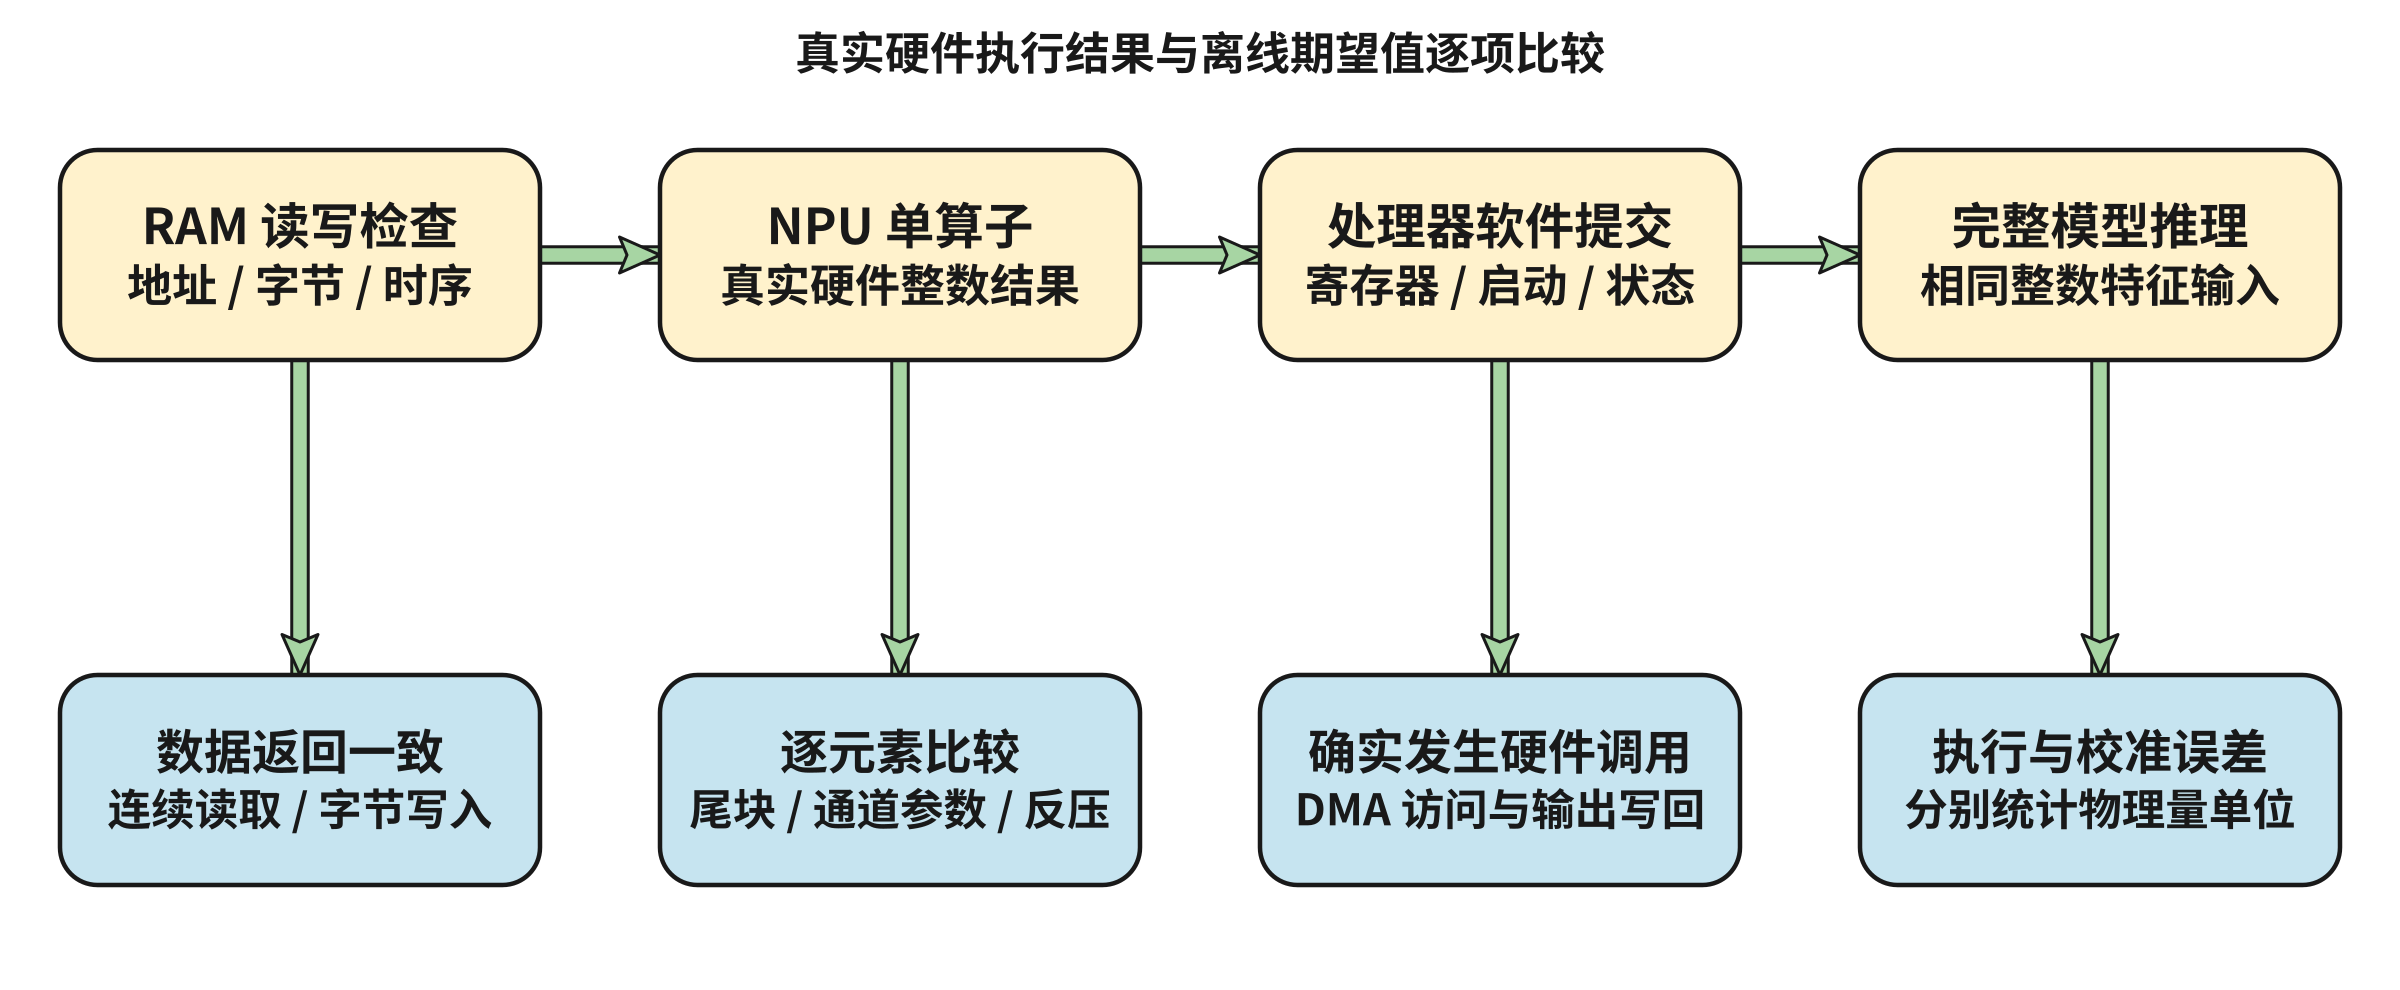 真实硬件执行结果与离线期望值逐项比较
RAM 读写检查
地址 / 字节 / 时序
NPU 单算子
真实硬件整数结果
处理器软件提交
寄存器 / 启动 / 状态
完整模型推理
相同整数特征输入
数据返回一致
连续读取 / 字节写入
逐元素比较
尾块 / 通道参数 / 反压
确实发生硬件调用
DMA 访问与输出写回
执行与校准误差
分别统计物理量单位